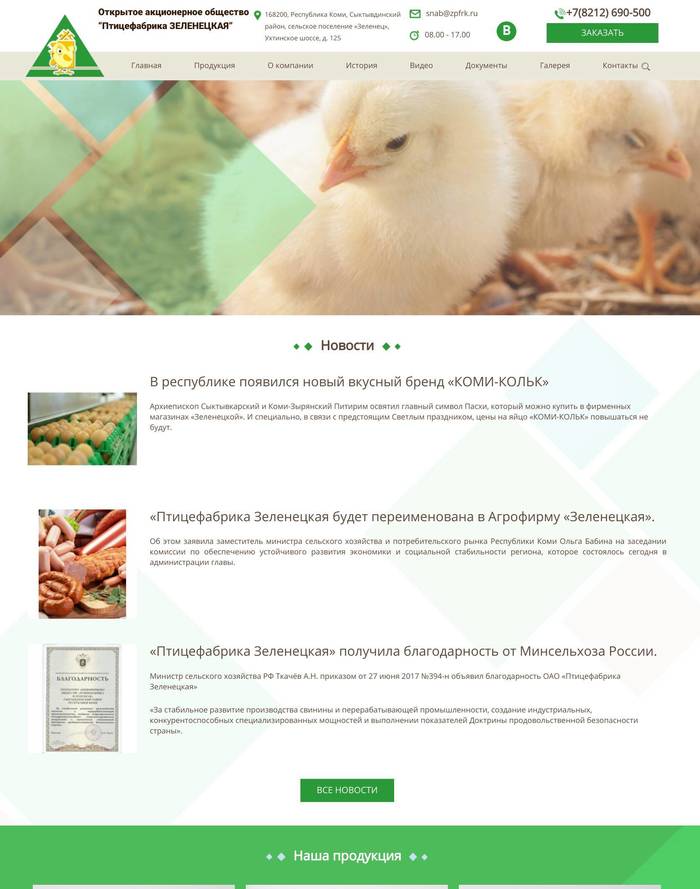 Открытое акционерное общество
"Птицефабрика ЗЕЛЕНЕЦКАЯ"
168200, Республика Коми, Сыктывдинский
район, сельское поселение «Зеленец»,
Ухтинское шоссе, д. 125
snab@zpfrk.ru
08.00 - 17.00
В
+7(8212) 690-500
ЗАКАЗАТЬ
Главная Продукция О компании История Видео Документы Галерея Контакты
Новости
В республике появился новый вкусный бренд «КОМИ-КОЛЬК»
Архиепископ Сыктывкарский и Коми-Зырянский Питирим освятил главный символ Пасхи, который можно купить в фирменных
магазинах «Зеленецкой». И специально, в связи с предстоящим Светлым праздником, цены на яйцо «КОМИ-КОЛЬК» повышаться не
будут.
«Птицефабрика Зеленецкая будет переименована в Агрофирму «Зеленецкая».
Об этом заявила заместитель министра сельского хозяйства и потребительского рынка Республики Коми Ольга Бабина на заседании
комиссии по обеспечению устойчивого развития экономики и социальной стабильности региона, которое состоялось сегодня в
администрации главы.
«Птицефабрика Зеленецкая» получила благодарность от Минсельхоза России.
Министр сельского хозяйства РФ Ткачёв А.Н. приказом от 27 июня 2017 №394-н объявил благодарность ОАО «Птицефабрика
Зеленецкая»
«За стабильное развитие производства свинины и перерабатывающей промышленности, создание индустриальных,
конкурентоспособных специализированных мощностей и выполнении показателей Доктрины продовольственной безопасности
страны».
БЛАГОДАРНОСТЬ
ВСЕ НОВОСТИ
Наша продукция